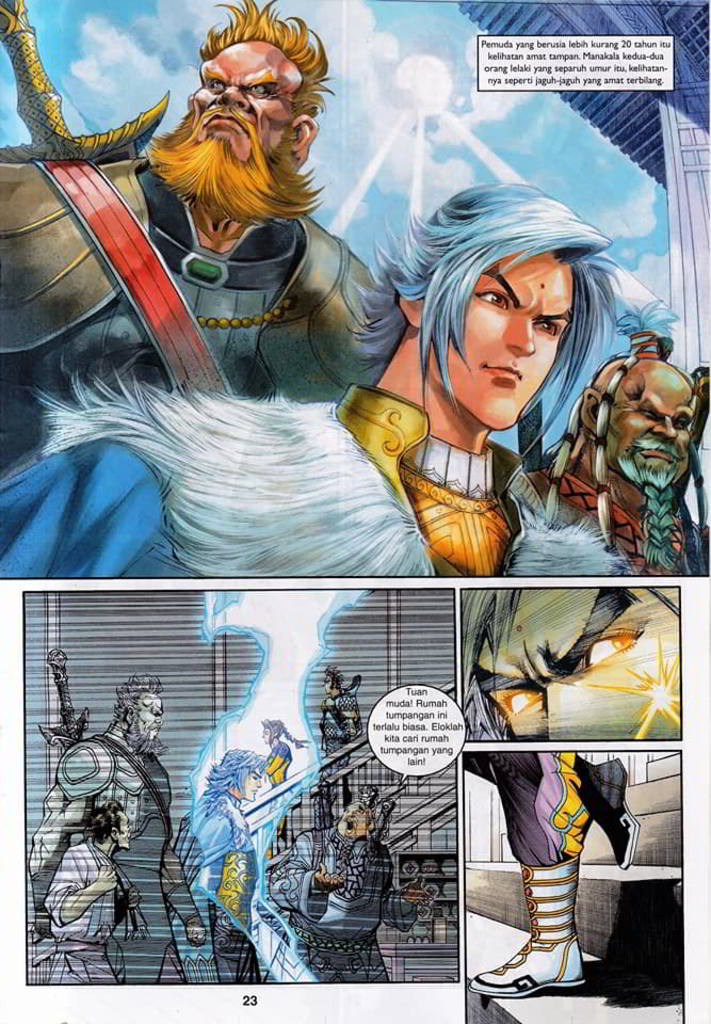 Pemuda yang berusia lebih kurang 20 tahun itu
kelihatan amat tampan. Manakala kedua-dua
orang lelaki yang separuh umur itu, kelihatan-
nya seperti jaguh-jaguh yang amat terbilang.
Tuan
muda! Rumah
tumpangan ini
terlalu biasa. Eloklah
kita cari rumah
tumpangan yang
lain!
23